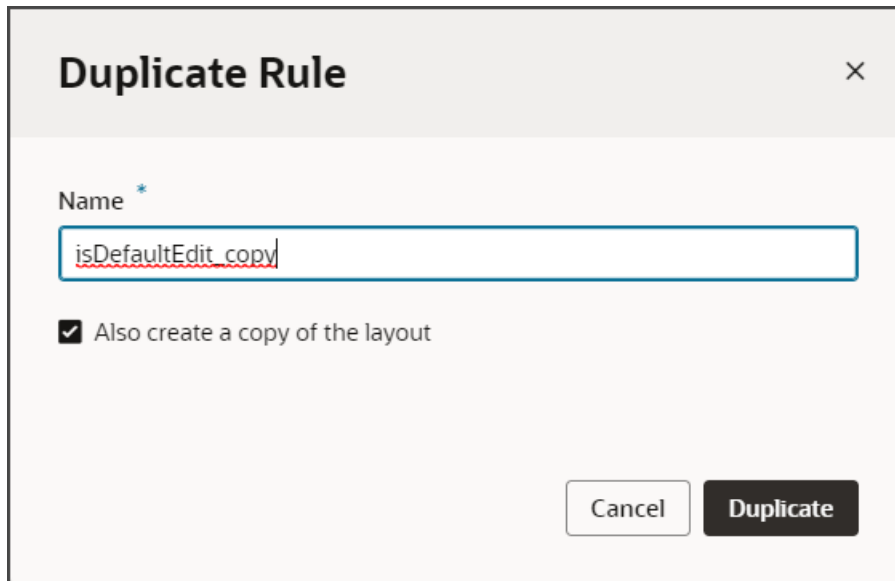 Duplicate Rule
Name *
isDefaultEdit_copy
Also create a copy of the layout
Cancel Duplicate